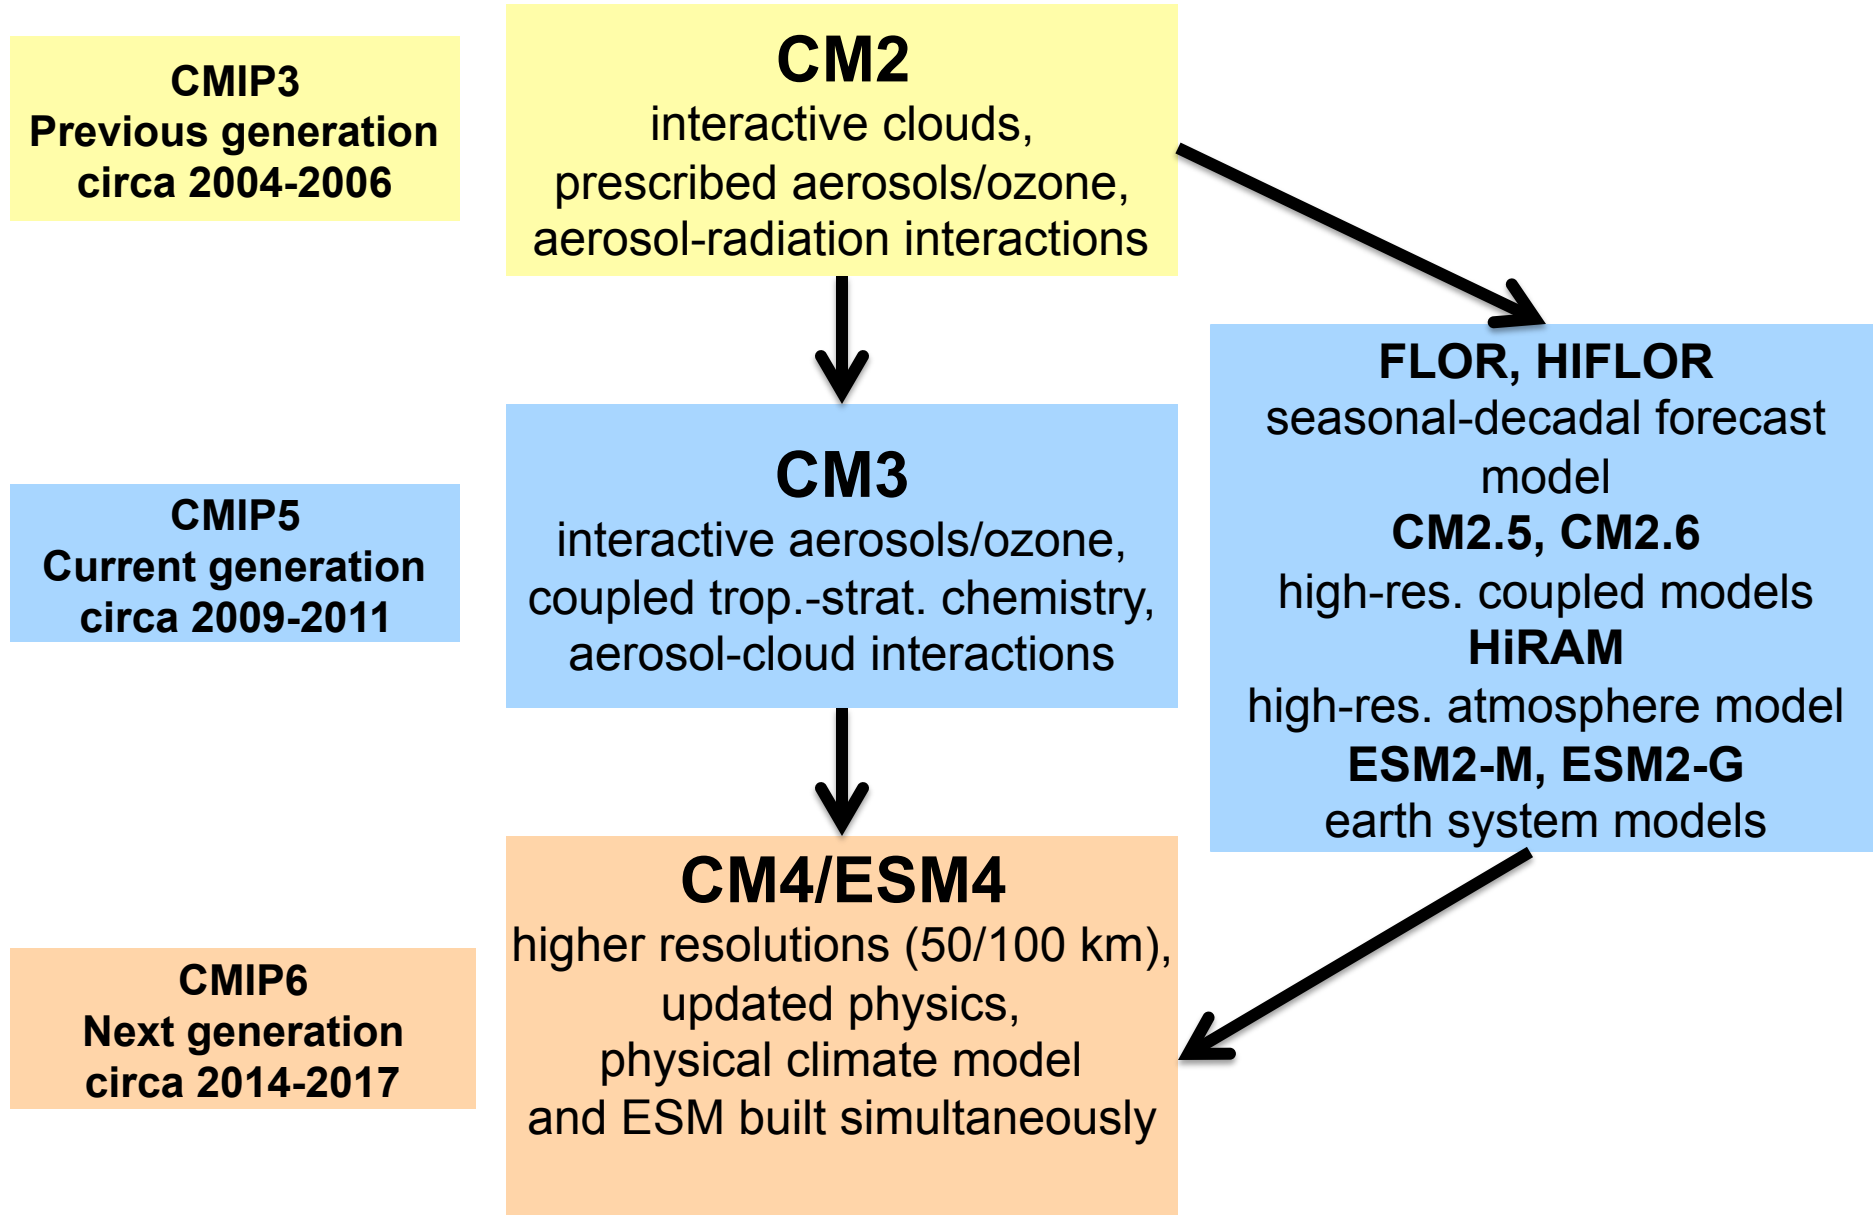 CMIP3
Previous generation
circa 2004-2006
CM2
interactive clouds,
prescribed aerosols/ozone,
aerosol-radiation interactions
FLOR, HIFLOR
seasonal-decadal forecast
model
CM2.5, CM2.6
high-res. coupled models
HiRAM
high-res. atmosphere model
ESM2-M, ESM2-G
earth system models
CMIP5
Current generation
circa 2009-2011
CM3
interactive aerosols/ozone,
coupled trop.-strat. chemistry,
aerosol-cloud interactions
CMIP6
Next generation
circa 2014-2017
CM4/ESM4
higher resolutions (50/100 km),
updated physics,
physical climate model
and ESM built simultaneously